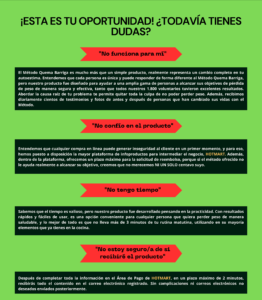 ¡ESTA ES TU OPORTUNIDAD! ¿TODAVÍA TIENES
DUDAS?
"No funciona para mí"
El Método Quema Barriga es mucho más que un simple producto, realmente representa un cambio completo en tu
autoestima. Entendemos que cada persona es única y puede responder de forma diferente al Método Quema Barriga,
pero nuestro producto fue diseñado para ayudar a una amplia gama de personas a alcanzar sus objetivos de pérdida
de peso de manera segura y efectiva, tanto que todos nuestros 1.800 voluntarios tuvieron excelentes resultados.
Abordar la causa raíz de tu problema te permite quitar toda la culpa de no poder perder peso. Además, recibimos
diariamente cientos de testimonios y fotos de antes y después de personas que han cambiado sus vidas con el
Método.
"No confío en el producto"
Entendemos que cualquier compra en línea puede generar inseguridad al cliente en un primer momento, y para eso,
hemos puesto a disposición la mayor plataforma de infoproductos para intermediar el negocio, HOTMART. Además,
dentro de la plataforma, ofrecemos un plazo máximo para la solicitud de reembolso, porque si el método ofrecido no
le ayuda realmente a alcanzar su objetivo, creemos que no merecemos NI UN SOLO centavo suyo.
"No tengo tiempo"
Sabemos que el tiempo es valioso, pero nuestro producto fue desarrollado pensando en la practicidad. Con resultados
rápidos y fáciles de usar, es una opción conveniente para cualquier persona que quiera perder peso de manera
saludable, y lo mejor de todo es que no lleva más de 3 minutos de tu rutina matutina, utilizando en su mayoría
elementos que ya tienes en la cocina.
"No estoy seguro/a de si
recibiré el producto"
Después de completar toda la información en el Área de Pago de HOTMART, en un plazo máximo de 2 minutos,
recibirás todo el contenido en el correo electrónico registrado. Sin complicaciones ni correos electrónicos no
deseados enviados posteriormente.